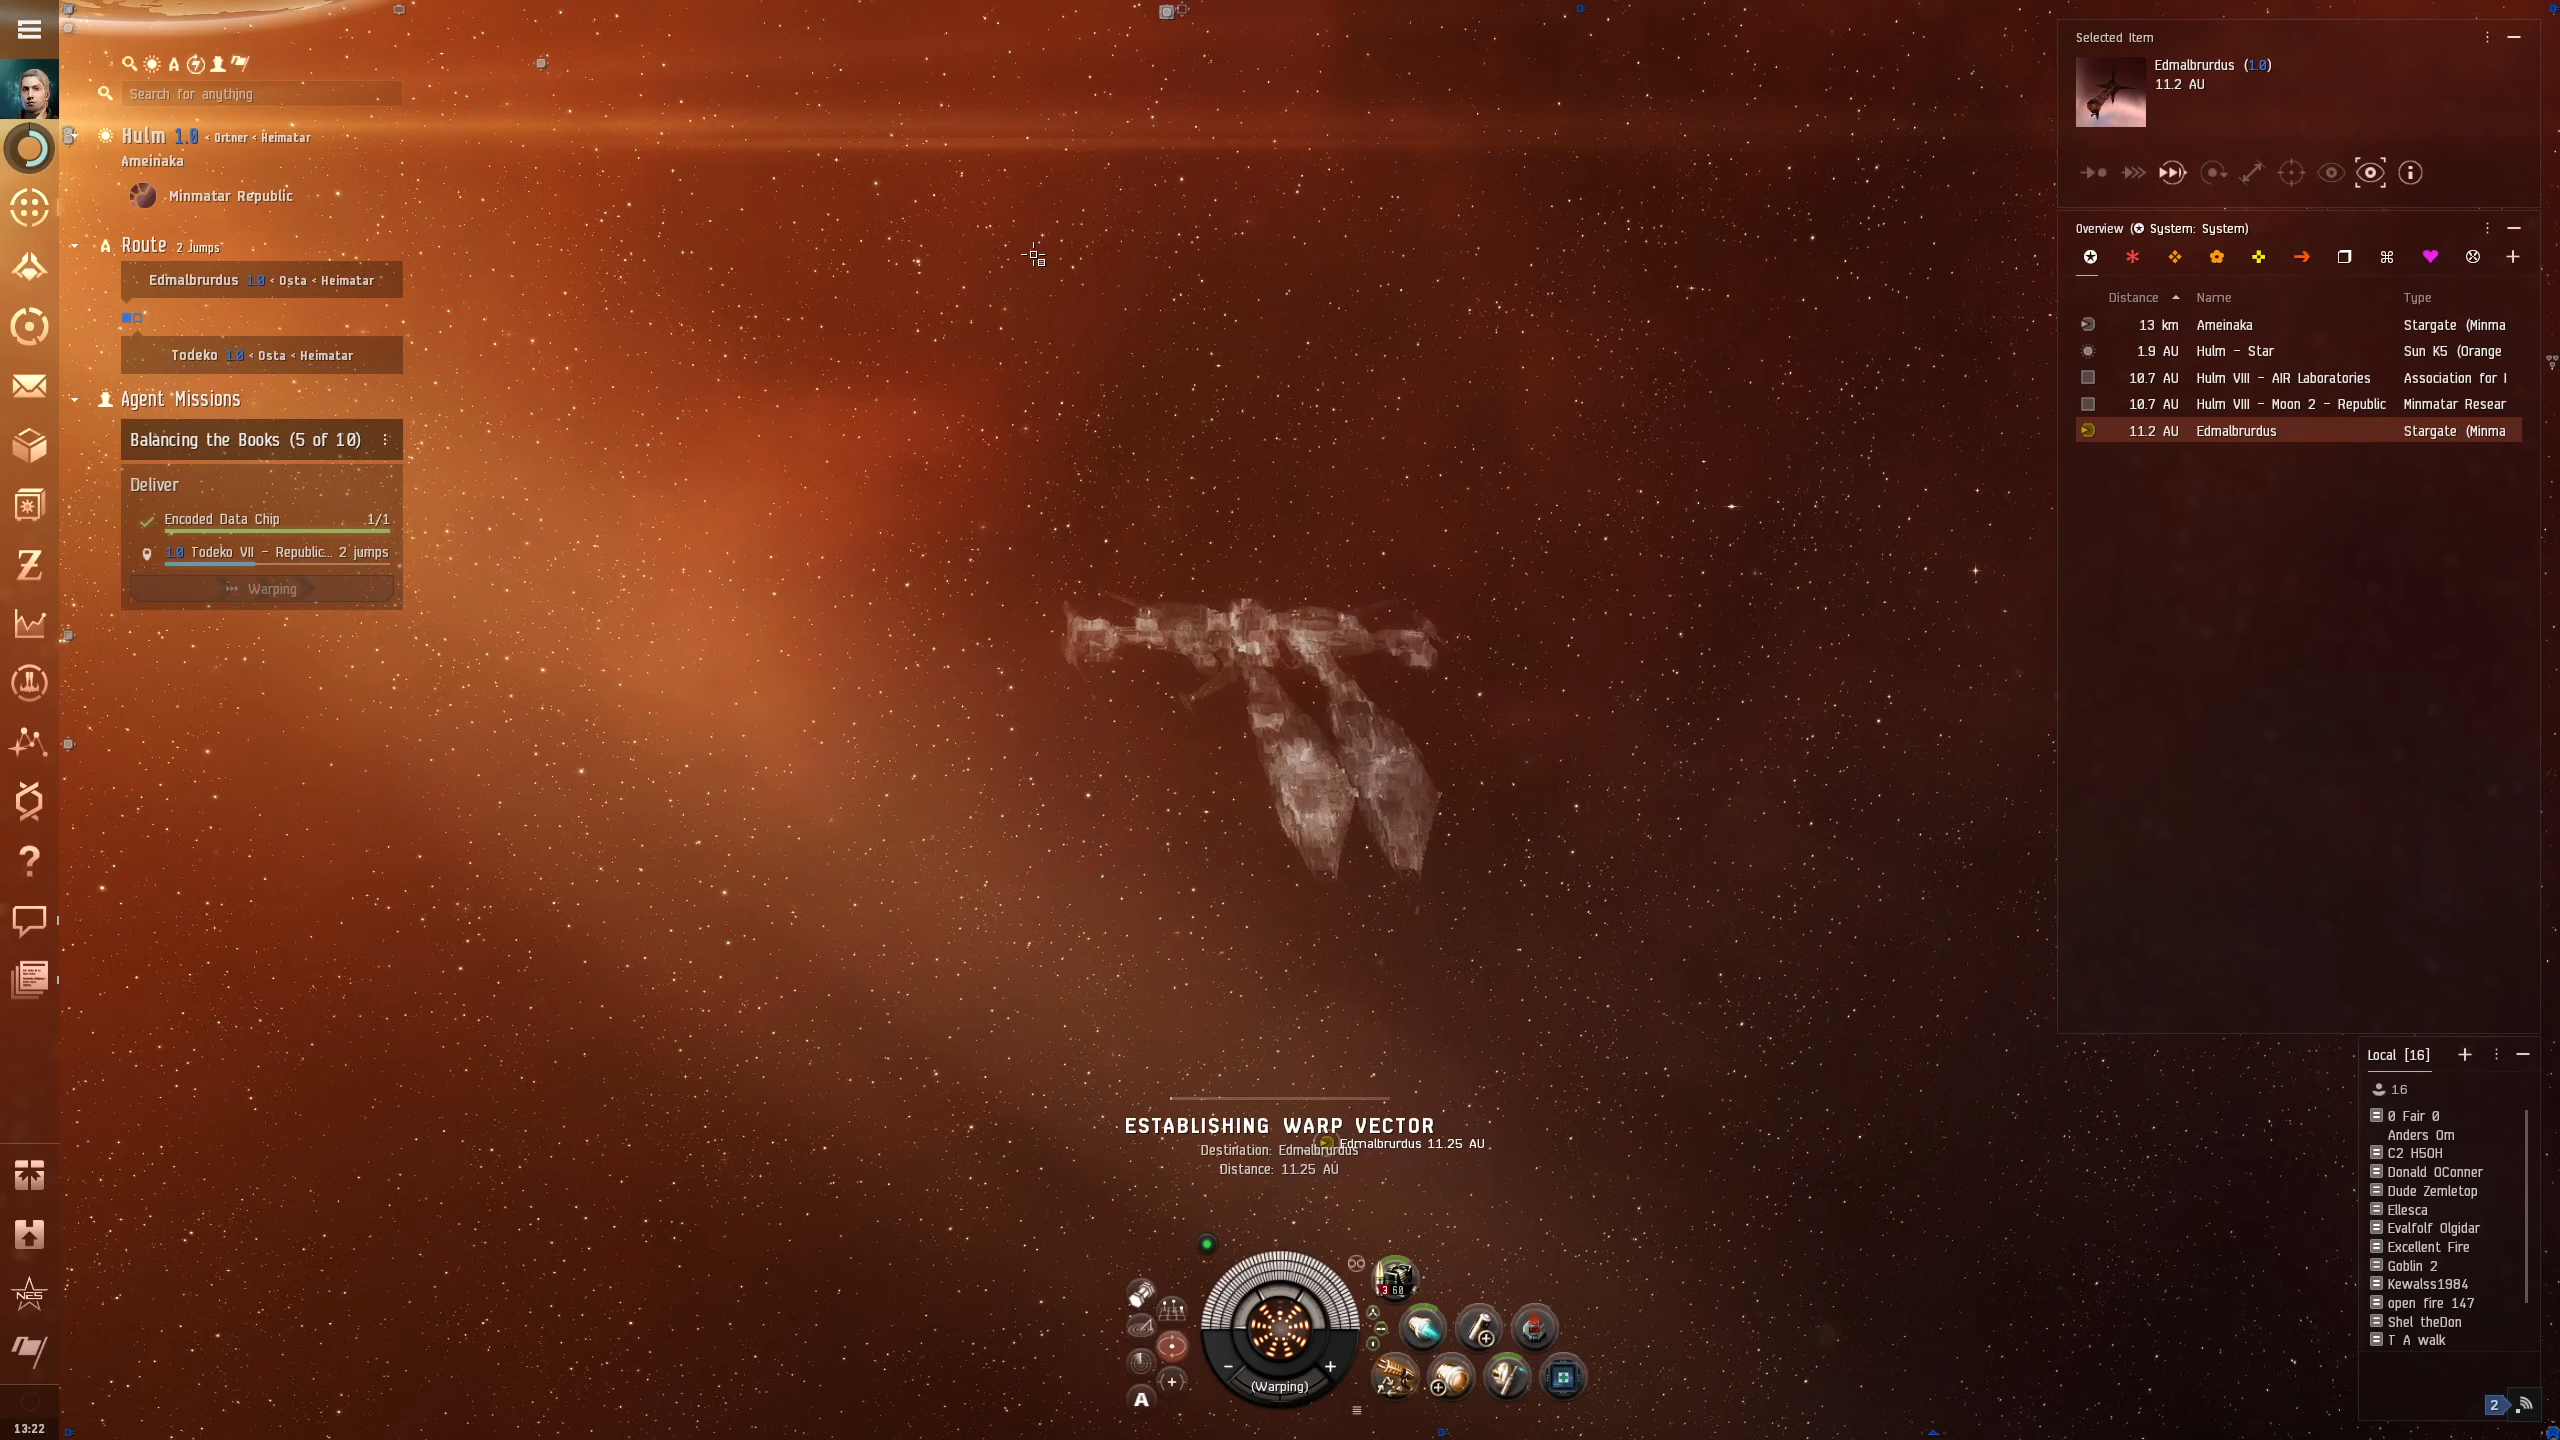 Search for anything
Hulm 1.0 < Ortner < Heimatar
Ameinaka
Minmatar Republic
Route 2 Jumps
Edmalbrurdus 1.0 < Osta < Heimatar
Todeko 1.0 < Osta < Heimatar
Agent Missions
Balancing the Books (5 of 10)
Deliver
Encoded Data Chip 1/1
1.0 Todeko VII - Republic... 2 jumps
Warping
NES
13:22
ESTABLISHING WARP VECTOR
Edmalbrurdus 11.25 AU
Destination: Edmalbrurdus
Distance: 11.25 AU
3 60
(Warping)
A
Selected Item
Edmalbrurdus (1.0)
11.2 AU
Overview (✪ System: System)
Distance Name Type
13 km Ameinaka Stargate (Minma
1.9 AU Hulm - Star Sun K5 (Orange
10.7 AU Hulm VIII - AIR Laboratories Association for I
10.7 AU Hulm VIII - Moon 2 - Republic Minmatar Resear
11.2 AU Edmalbrurdus Stargate (Minma
Local [16]
16
0 Fair 0
Anders Om
C2 H5OH
Donald OConner
Dude Zemletop
Ellesca
Evalfolf Olgidar
Excellent Fire
Goblin 2
Kewalss1984
open fire 147
Shel theDon
T A walk
2